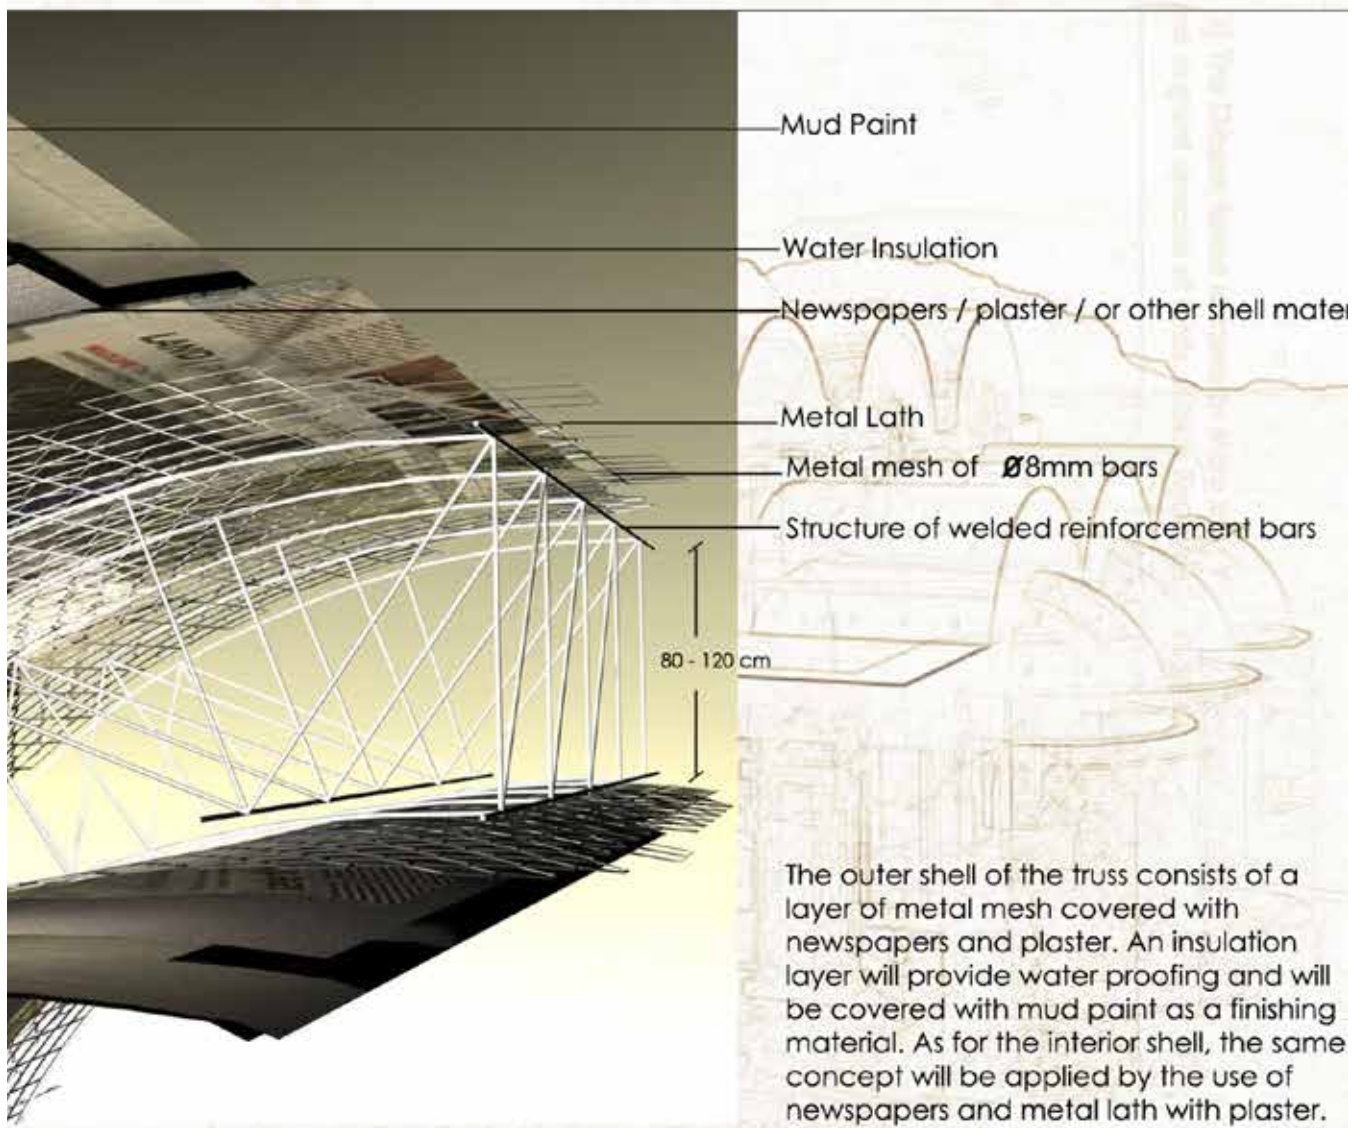 Mud Paint
Water Insulation
Newspapers / plaster / or other shell mater
LAND
Metal Lath
Metal mesh of Ø8mm bars
Structure of welded reinforcement bars
80 - 120 cm
The outer shell of the truss consists of a
layer of metal mesh covered with
newspapers and plaster. An insulation
layer will provide water proofing and will
be covered with mud paint as a finishing
material. As for the interior shell, the same
concept will be applied by the use of
newspapers and metal lath with plaster.